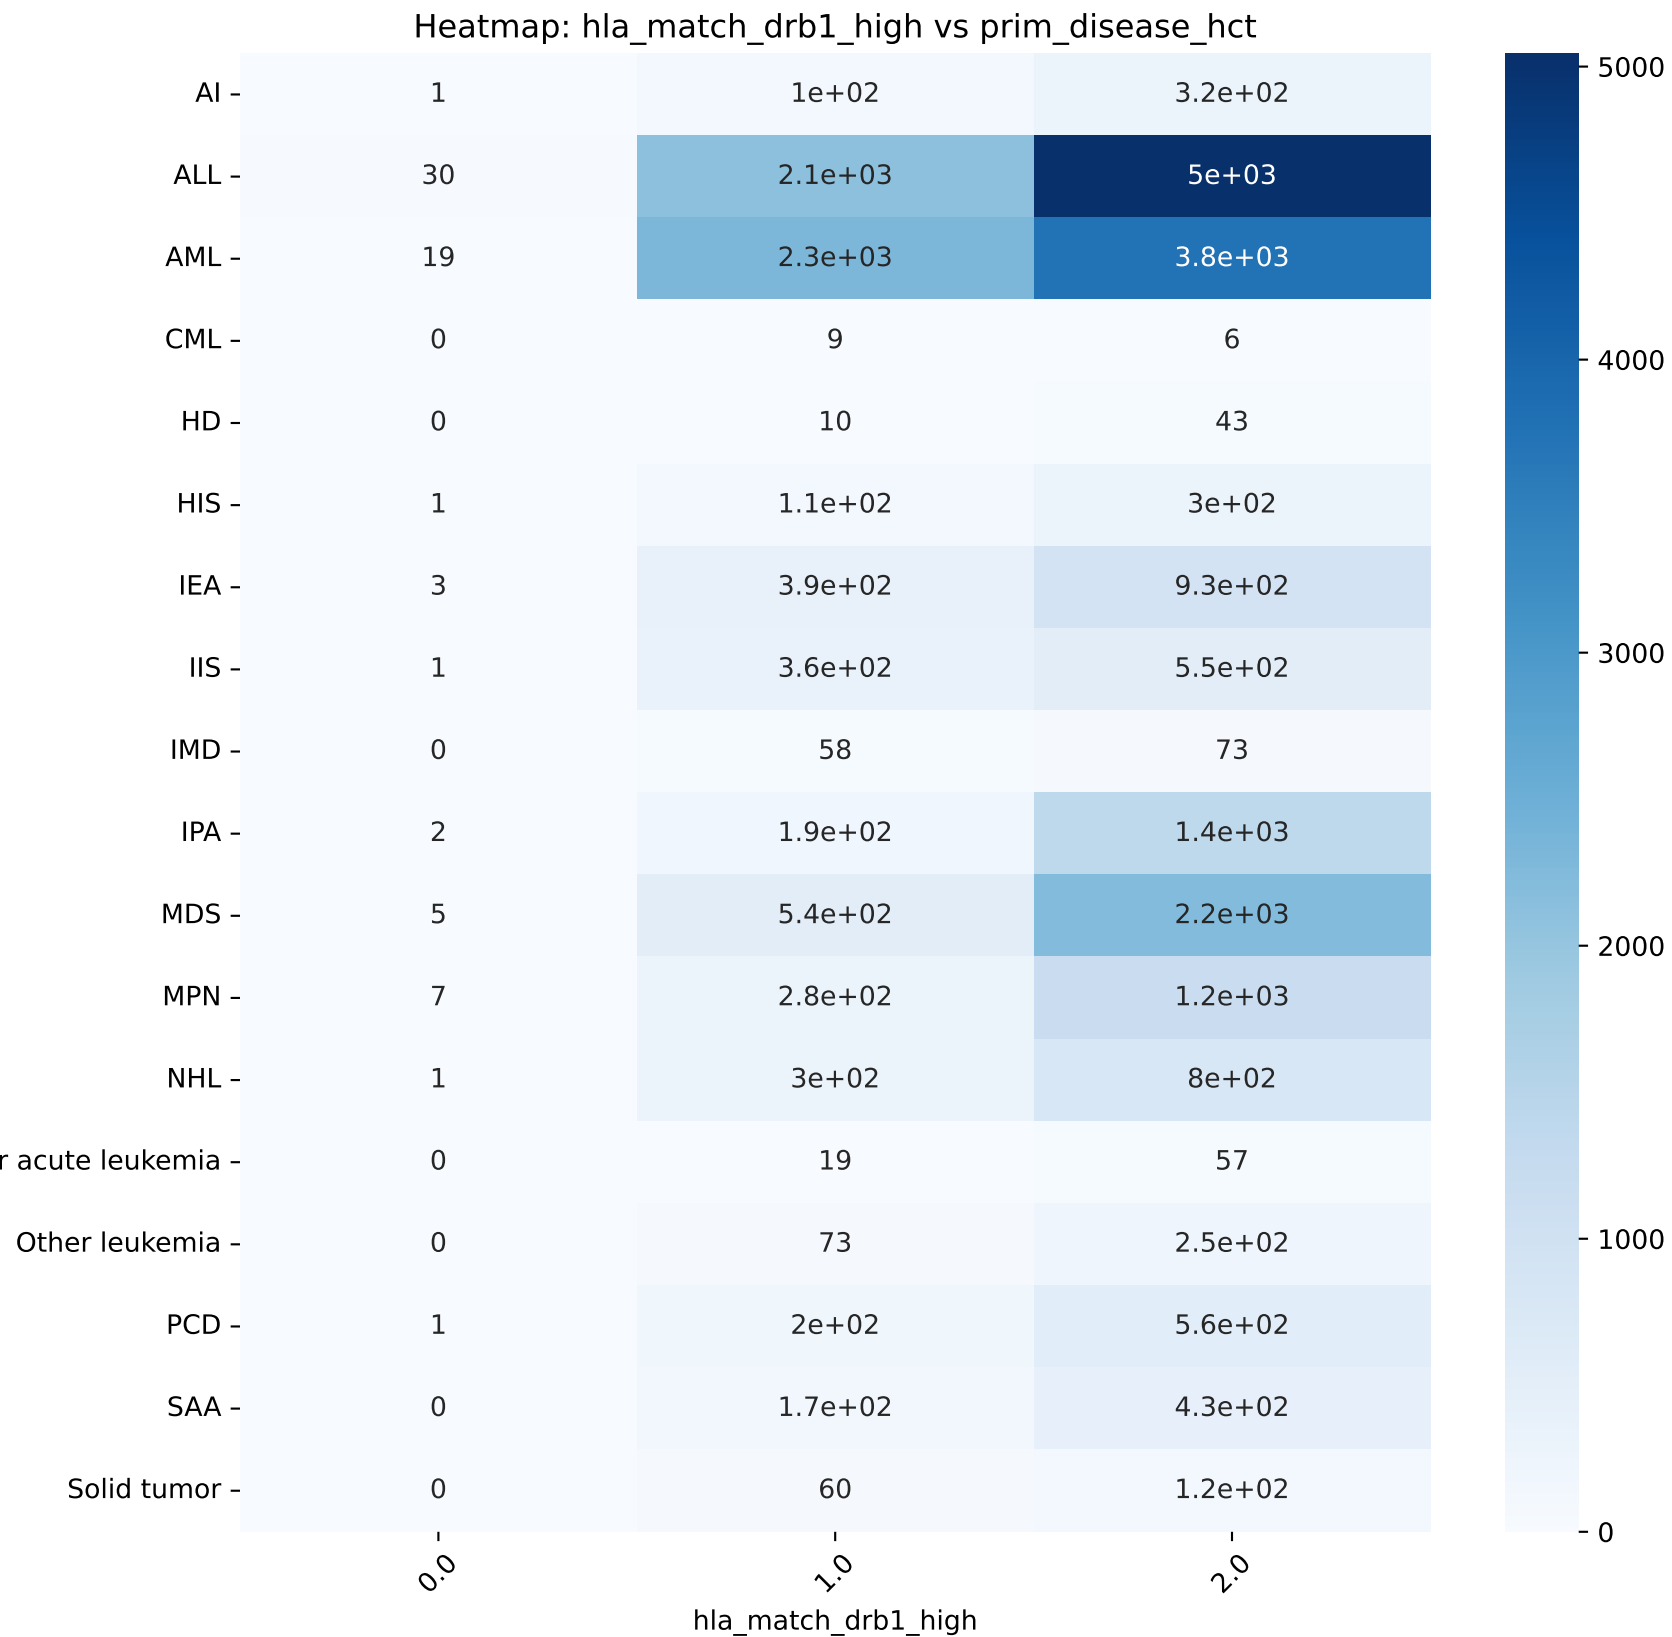 Heatmap: hla_match_drb1_high vs prim_disease_hct
AI 1 1e+02 3.2e+02
ALL 30 2.1e+03 5e+03
AML 19 2.3e+03 3.8e+03
CML 0 9 6
HD 0 10 43
HIS 1 1.1e+02 3e+02
IEA 3 3.9e+02 9.3e+02
IIS 1 3.6e+02 5.5e+02
IMD 0 58 73
IPA 2 1.9e+02 1.4e+03
MDS 5 5.4e+02 2.2e+03
MPN 7 2.8e+02 1.2e+03
NHL 1 3e+02 8e+02
r acute leukemia 0 19 57
Other leukemia 0 73 2.5e+02
PCD 1 2e+02 5.6e+02
SAA 0 1.7e+02 4.3e+02
Solid tumor 0 60 1.2e+02
0.0 1.0 2.0
hla_match_drb1_high
5000
4000
3000
2000
1000
0